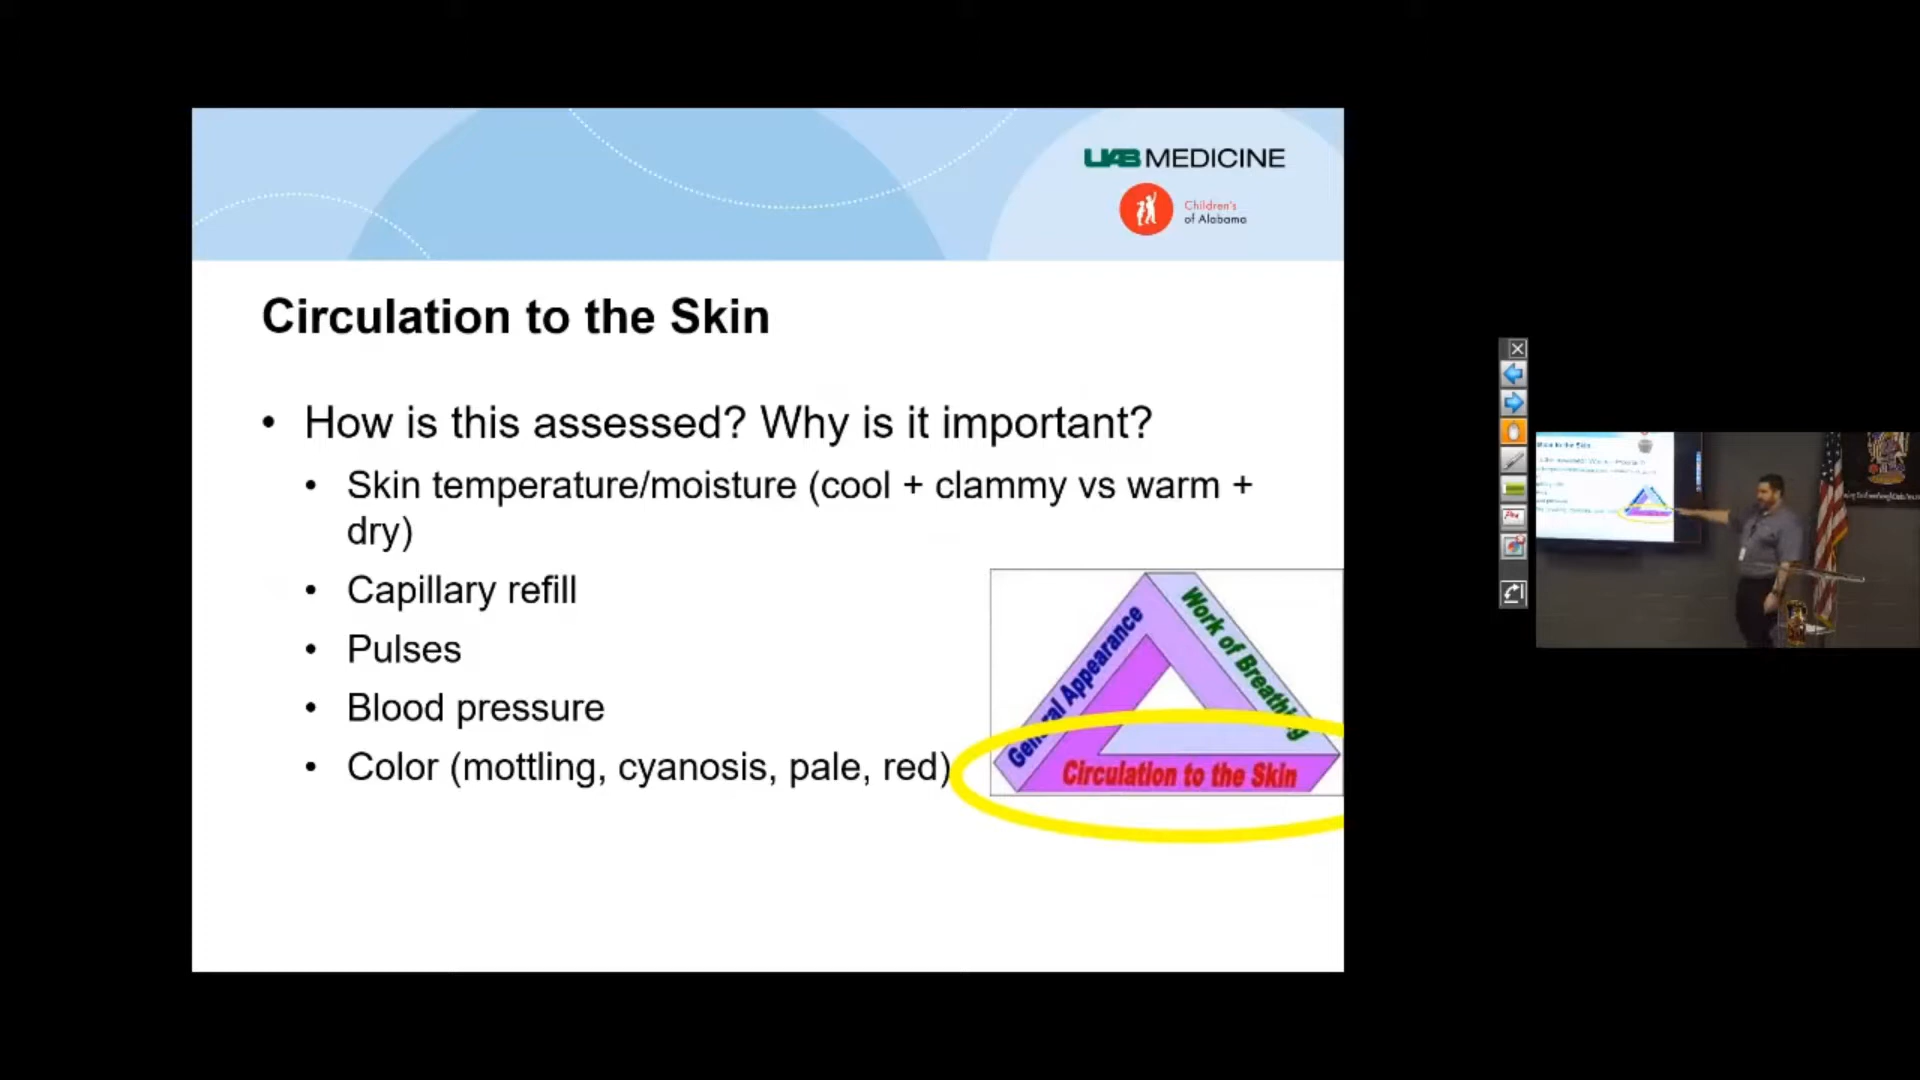 UAB MEDICINE
Children's
of Alabama
Circulation to the Skin
• How is this assessed? Why is it important?
• Skin temperature/moisture (cool + clammy vs warm +
dry)
• Capillary refill
• Pulses
• Blood pressure
• Color (mottling, cyanosis, pale, red)
General Appearance
Work of Breathing
Circulation to the Skin